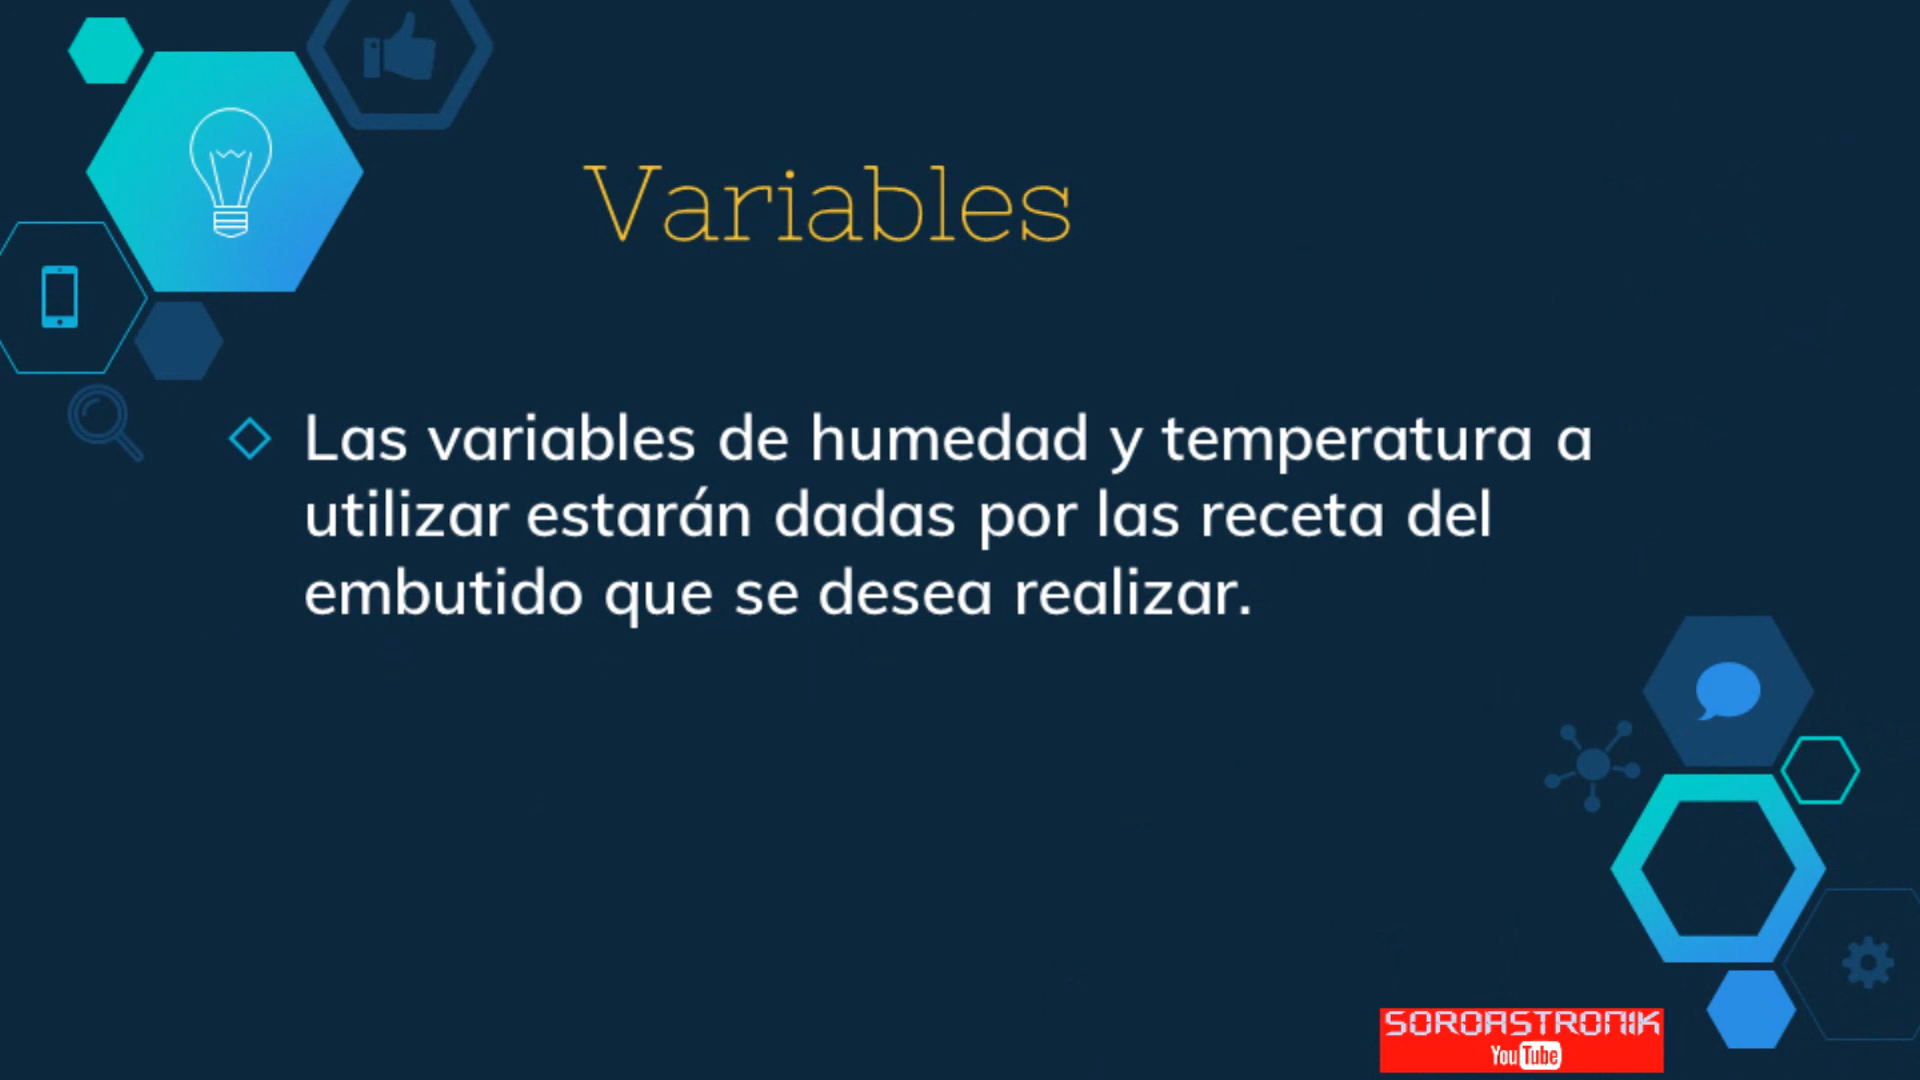 Variables
Las variables de humedad y temperatura a
utilizar estarán dadas por las receta del
embutido que se desea realizar.
SOROASTRONIK
YouTube